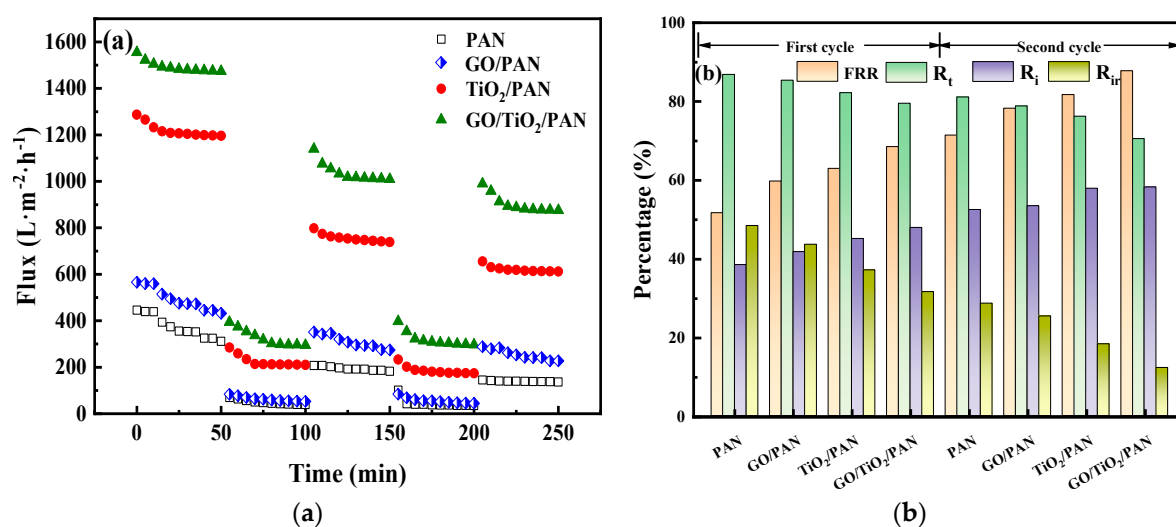 (a)
PAN
GO/PAN
TiO₂/PAN
GO/TiO₂/PAN
Flux (L·m⁻²·h⁻¹)
1600
1400
1200
1000
800
600
400
200
0
0 50 100 150 200 250
Time (min)
(a)
(b)
First cycle Second cycle
FRR Rt Ri Rir
Percentage (%)
100
80
60
40
20
0
PAN GO/PAN TiO₂/PAN GO/TiO₂/PAN PAN GO/PAN TiO₂/PAN GO/TiO₂/PAN
(b)